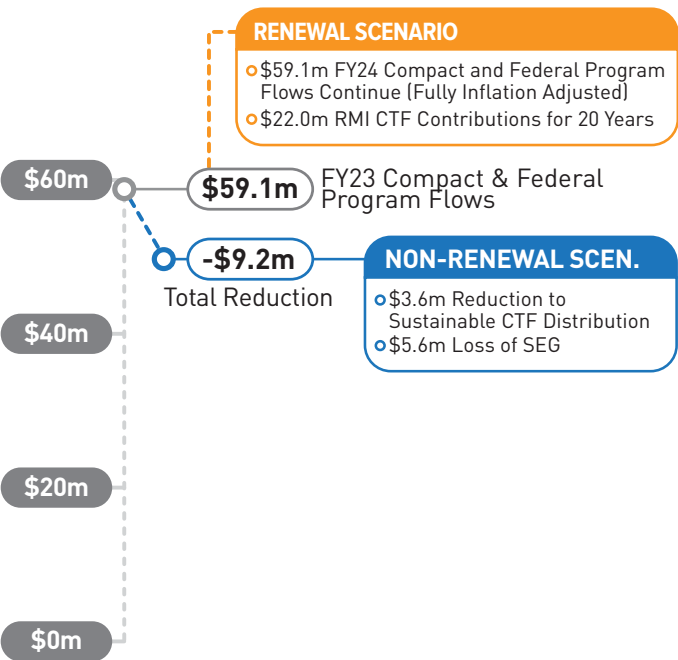 RENEWAL SCENARIO
$59.1m FY24 Compact and Federal Program
Flows Continue (Fully Inflation Adjusted)
$22.0m RMI CTF Contributions for 20 Years
$60m
$59.1m
FY23 Compact & Federal
Program Flows
-$9.2m
Total Reduction
NON-RENEWAL SCEN.
$3.6m Reduction to
Sustainable CTF Distribution
$5.6m Loss of SEG
$40m
$20m
$0m